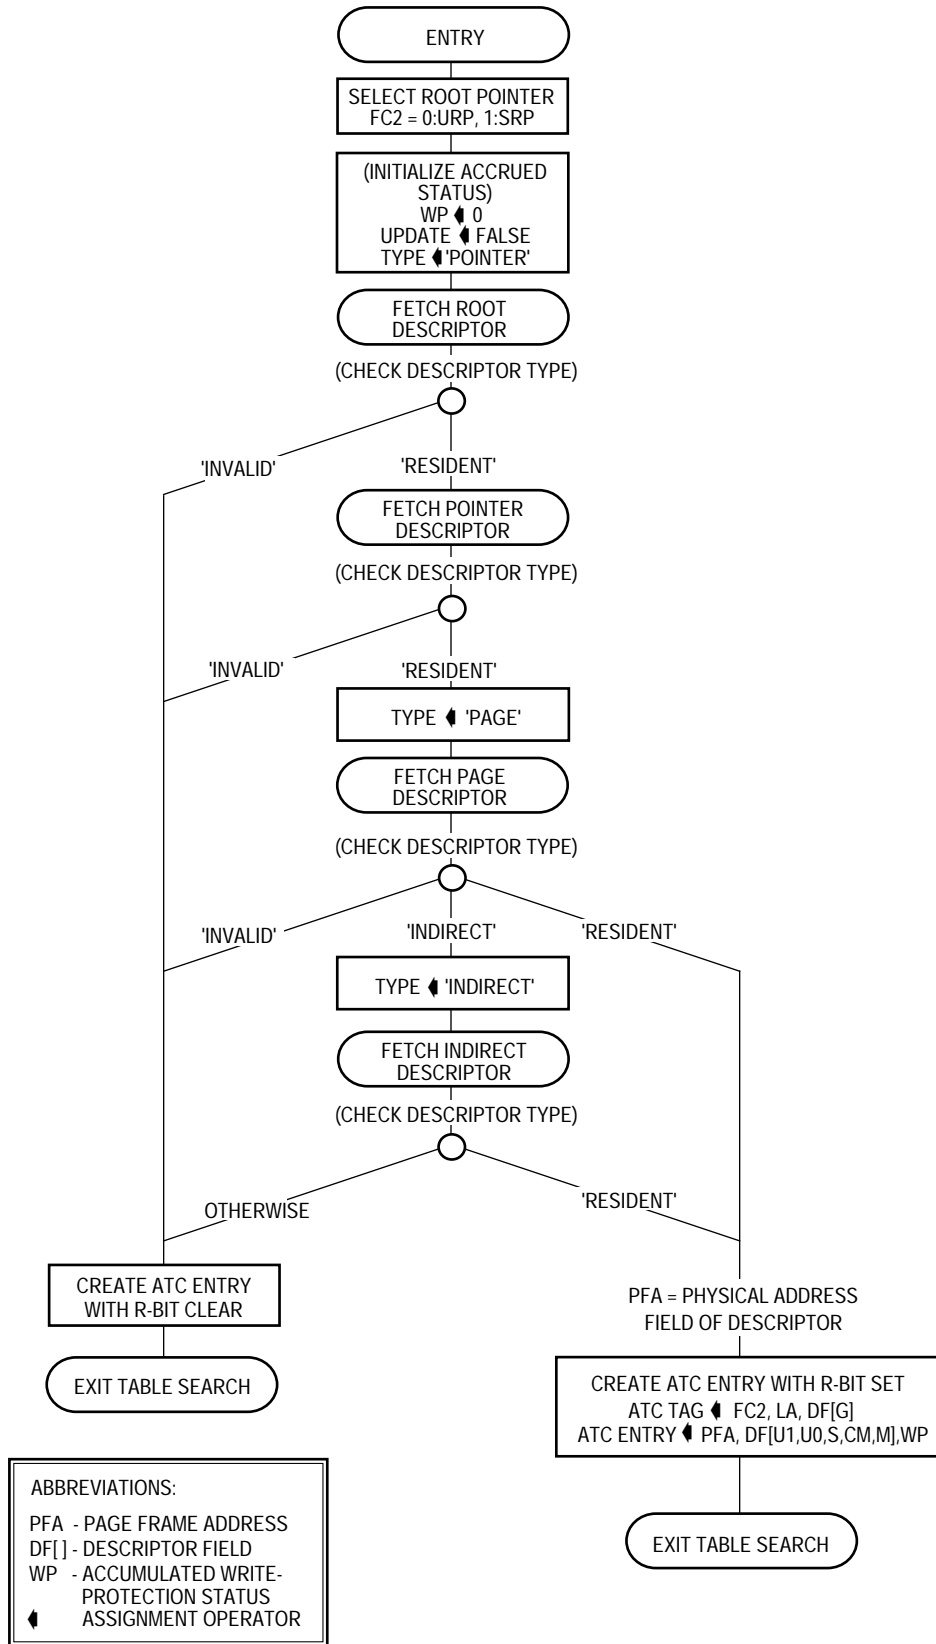 ENTRY
SELECT ROOT POINTER
FC2 = 0:URP, 1:SRP
(INITIALIZE ACCRUED
STATUS)
WP ◖ 0
UPDATE ◖ FALSE
TYPE ◖ 'POINTER'
FETCH ROOT
DESCRIPTOR
(CHECK DESCRIPTOR TYPE)
'INVALID'
'RESIDENT'
FETCH POINTER
DESCRIPTOR
(CHECK DESCRIPTOR TYPE)
'INVALID'
'RESIDENT'
TYPE ◖ 'PAGE'
FETCH PAGE
DESCRIPTOR
(CHECK DESCRIPTOR TYPE)
'INVALID'
'INDIRECT'
'RESIDENT'
TYPE ◖ 'INDIRECT'
FETCH INDIRECT
DESCRIPTOR
(CHECK DESCRIPTOR TYPE)
OTHERWISE
'RESIDENT'
CREATE ATC ENTRY
WITH R-BIT CLEAR
EXIT TABLE SEARCH
PFA = PHYSICAL ADDRESS
FIELD OF DESCRIPTOR
CREATE ATC ENTRY WITH R-BIT SET
ATC TAG ◖ FC2, LA, DF[G]
ATC ENTRY ◖ PFA, DF[U1,U0,S,CM,M],WP
EXIT TABLE SEARCH
ABBREVIATIONS:
PFA - PAGE FRAME ADDRESS
DF[ ] - DESCRIPTOR FIELD
WP - ACCUMULATED WRITE-
PROTECTION STATUS
◖ ASSIGNMENT OPERATOR